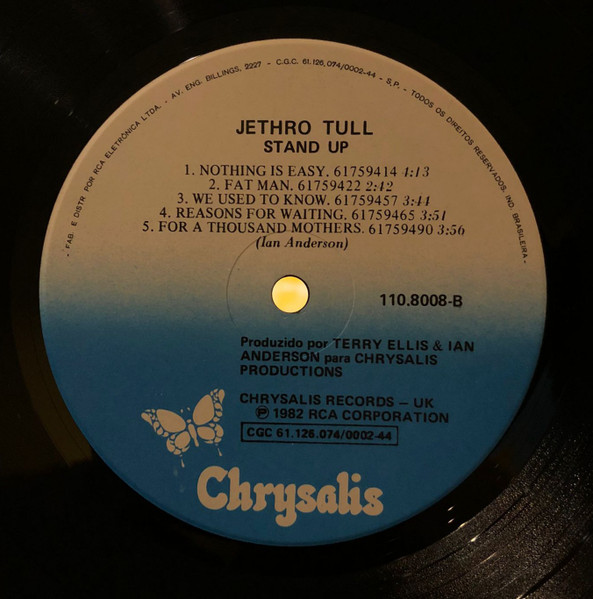 - FAB. E DISTR. POR RCA ELETRÔNICA LTDA. - AV. ENG. BILLINGS, 2227 - C.G.C. 61.126.074/0002-44 - S.P. - TODOS OS DIREITOS RESERVADOS. IND. BRASILEIRA -
JETHRO TULL
STAND UP
1. NOTHING IS EASY. 61759414 4:13
2. FAT MAN. 61759422 2:42
3. WE USED TO KNOW. 61759457 3:44
4. REASONS FOR WAITING. 61759465 3:51
5. FOR A THOUSAND MOTHERS. 61759490 3:56
(Ian Anderson)
110.8008-B
Produzido por TERRY ELLIS & IAN
ANDERSON para CHRYSALIS
PRODUCTIONS
CHRYSALIS RECORDS – UK
Ⓟ 1982 RCA CORPORATION
CGC 61.126.074/0002-44
Chrysalis